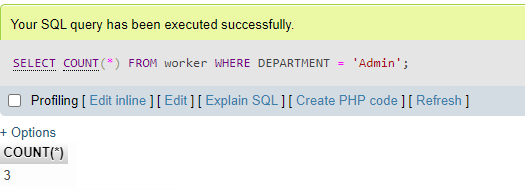 Your SQL query has been executed successfully.
SELECT COUNT(*) FROM worker WHERE DEPARTMENT = 'Admin';
Profiling [ Edit inline ] [ Edit ] [ Explain SQL ] [ Create PHP code ] [ Refresh ]
+ Options
COUNT(*)
3